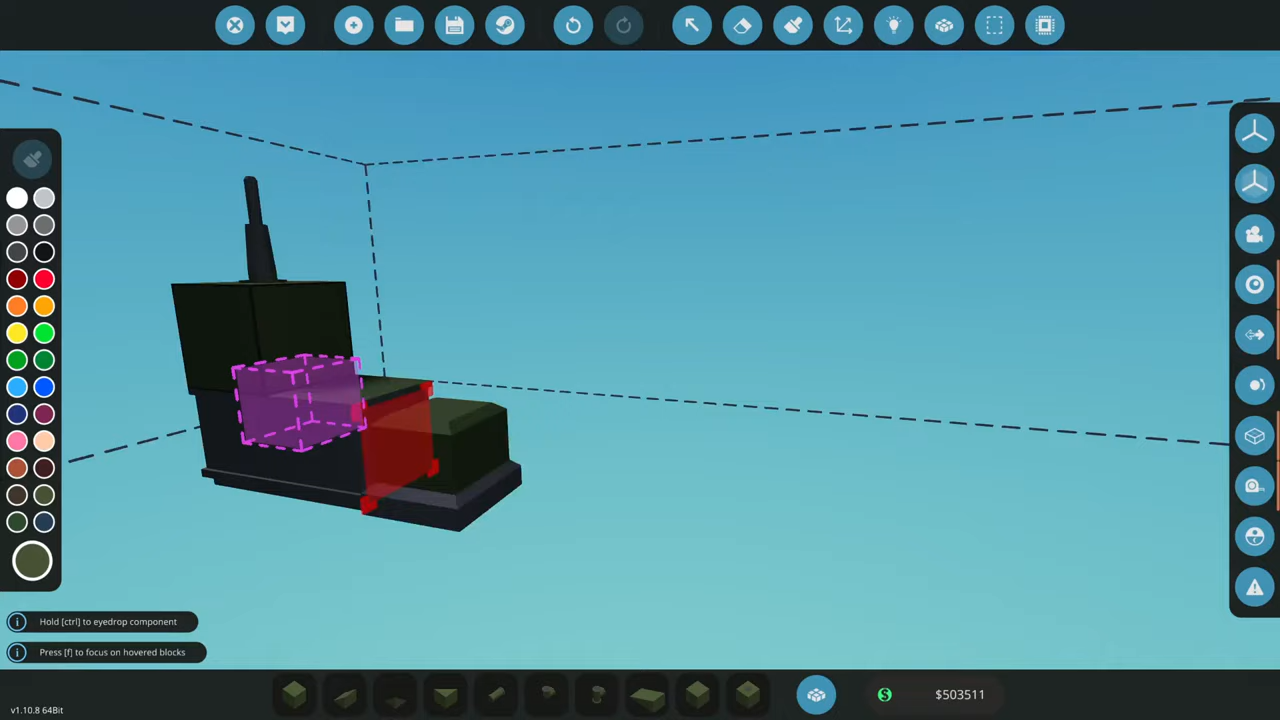 Hold [ctrl] to eyedrop component
Press [f] to focus on hovered blocks
$503511
v1.10.8 64Bit